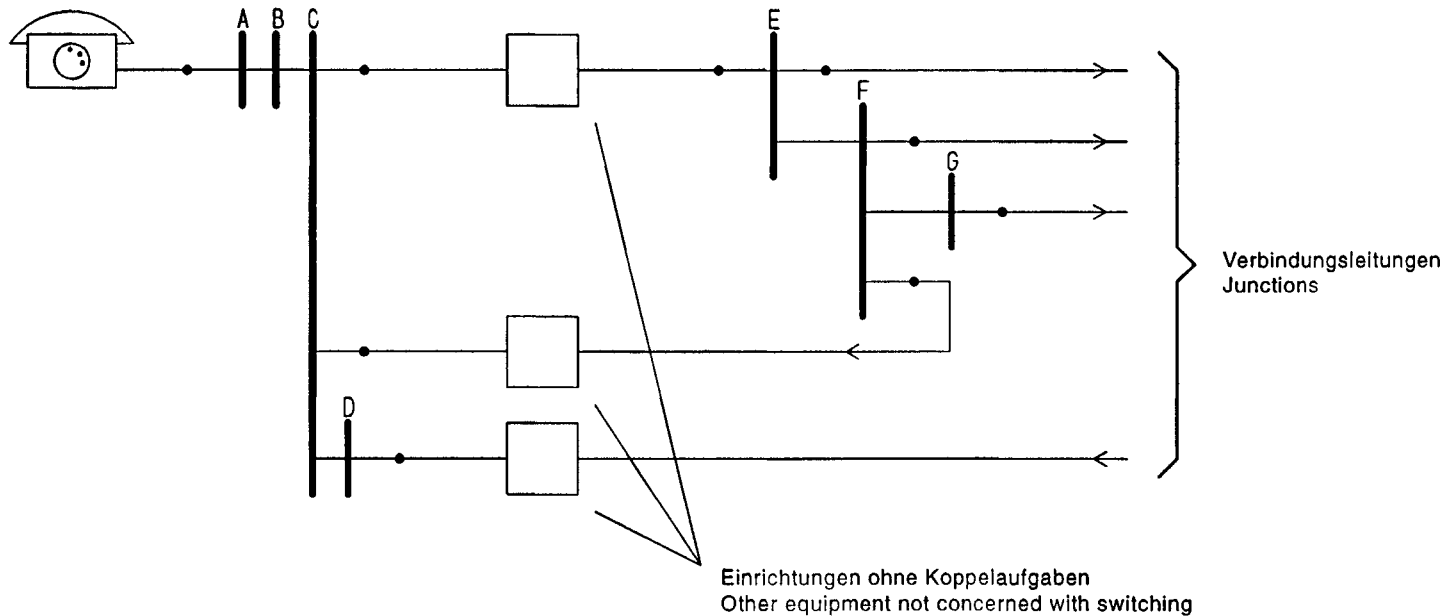 A B C E
F
G
Verbindungsleitungen
Junctions
D
Einrichtungen ohne Koppelaufgaben
Other equipment not concerned with switching